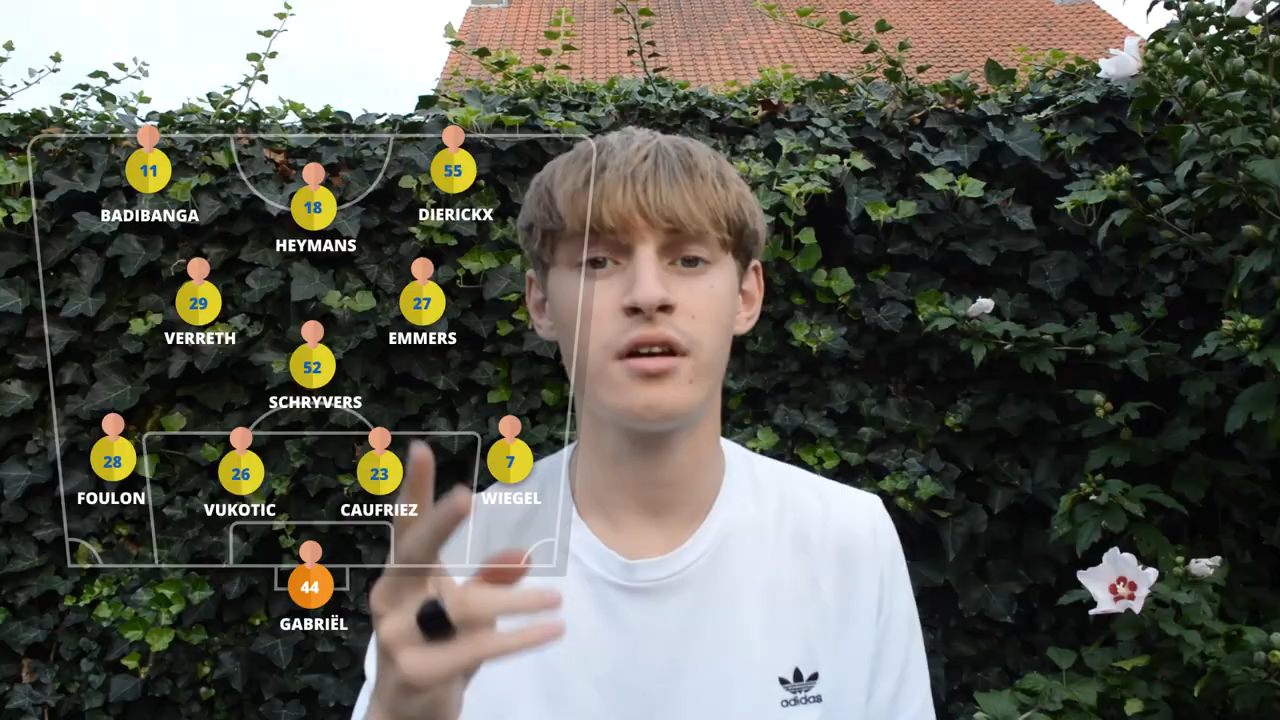 11
BADIBANGA
55
DIERICKX
18
HEYMANS
29
VERRETH
27
EMMERS
52
SCHRYVERS
28
FOULON
26
VUKOTIC
23
CAUFRIEZ
7
WIEGEL
44
GABRIËL
adidas